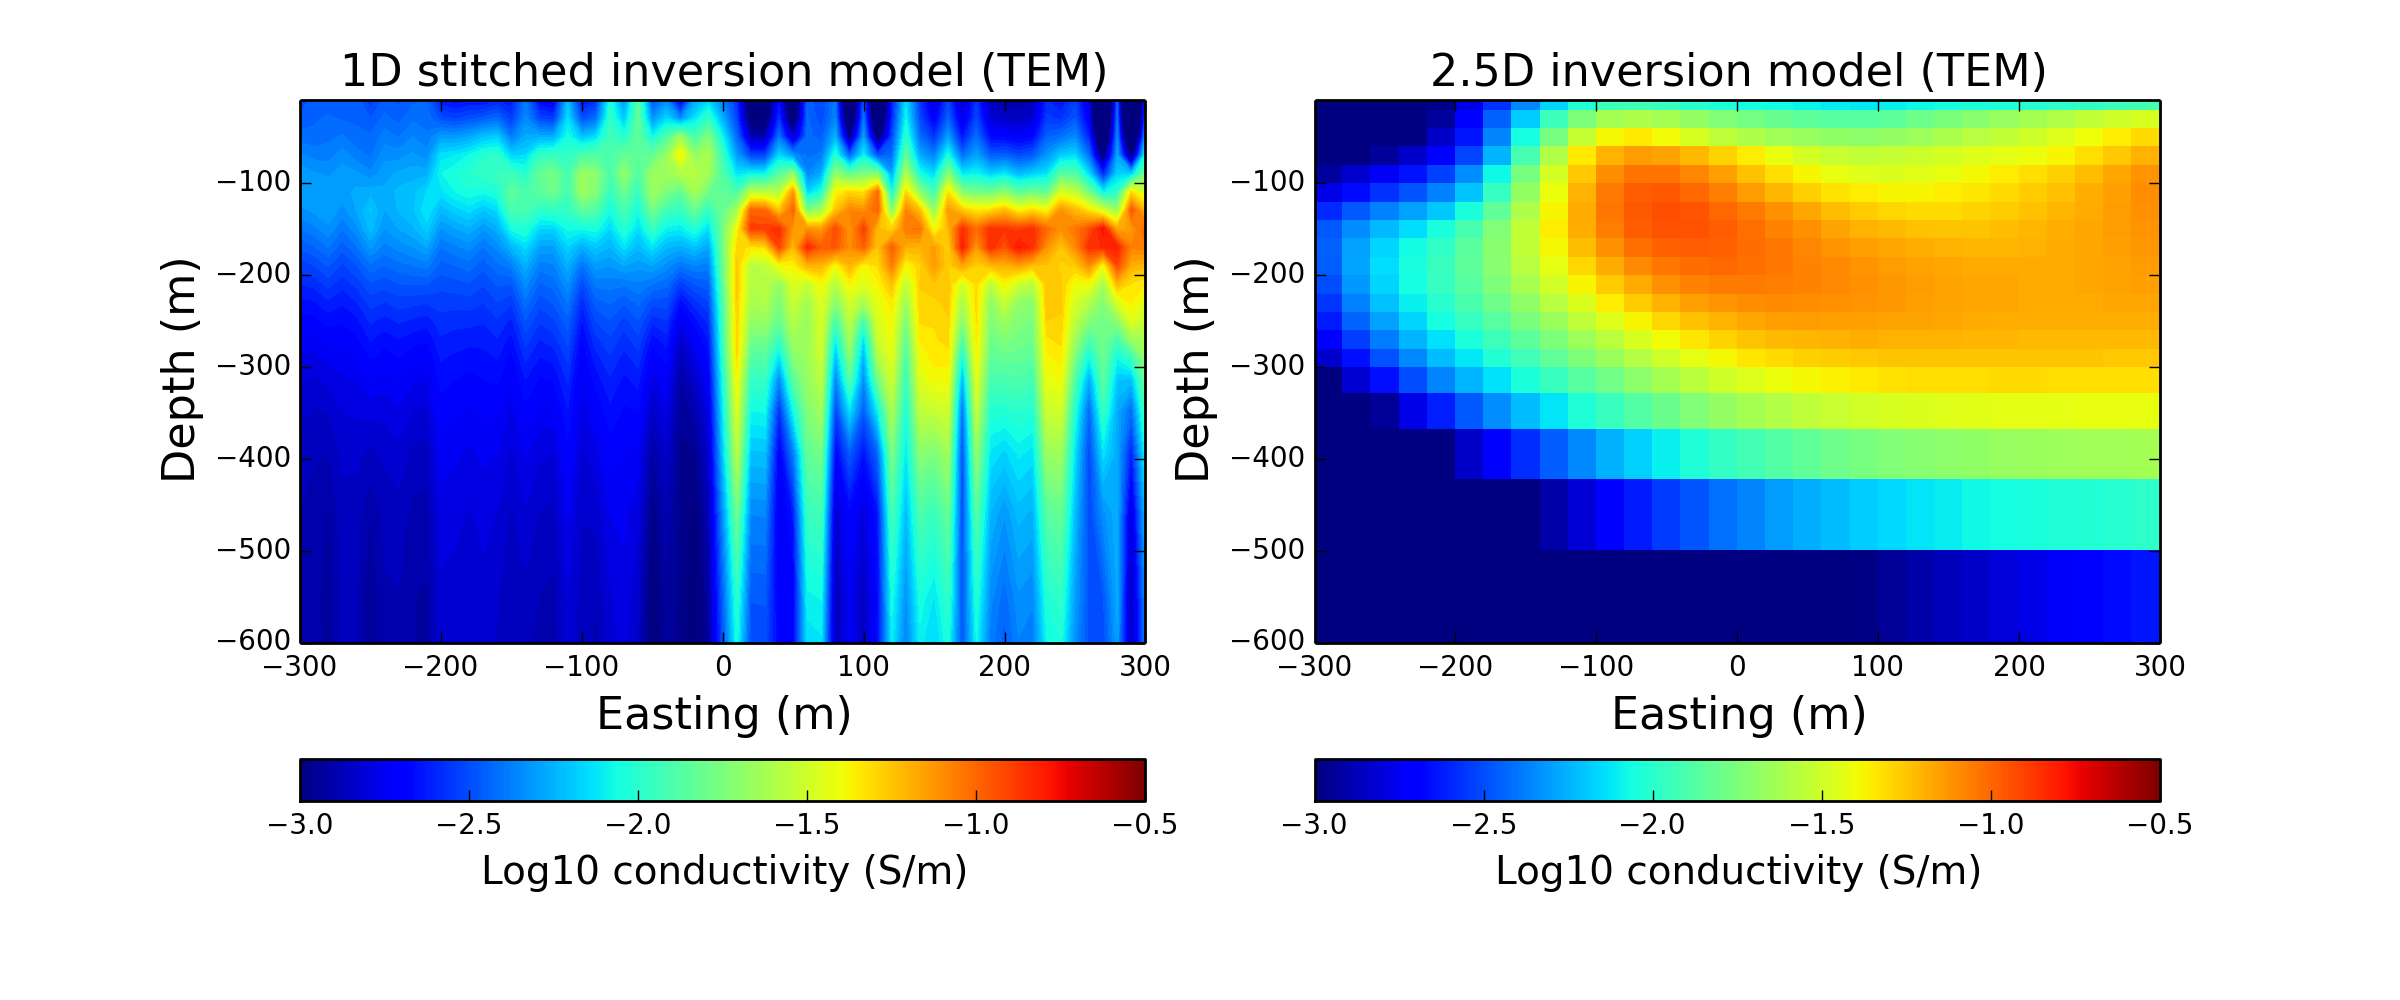 1D stitched inversion model (TEM)
−100
−200
−300
−400
−500
−600
Depth (m)
−300 −200 −100 0 100 200 300
Easting (m)
−3.0 −2.5 −2.0 −1.5 −1.0 −0.5
Log10 conductivity (S/m)
2.5D inversion model (TEM)
−100
−200
−300
−400
−500
−600
Depth (m)
−300 −200 −100 0 100 200 300
Easting (m)
−3.0 −2.5 −2.0 −1.5 −1.0 −0.5
Log10 conductivity (S/m)